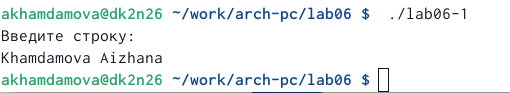 akhamdamova@dk2n26 ~/work/arch-pc/lab06 $ ./lab06-1
Введите строку:
Khamdamova Aizhana
akhamdamova@dk2n26 ~/work/arch-pc/lab06 $